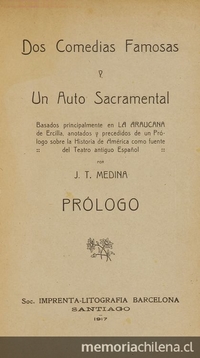 Dos Comedias Famosas
Y
Un Auto Sacramental
Basados principalmente en LA ARAUCANA
de Ercilla, anotados y precedidos de un Pró-
logo sobre la Historia de América como fuente
:: del Teatro antiguo Español ::
POR
J. T. MEDINA
PRÓLOGO
Soc. IMPRENTA-LITOGRAFIA BARCELONA
SANTIAGO
1917
memoriachilena.cl